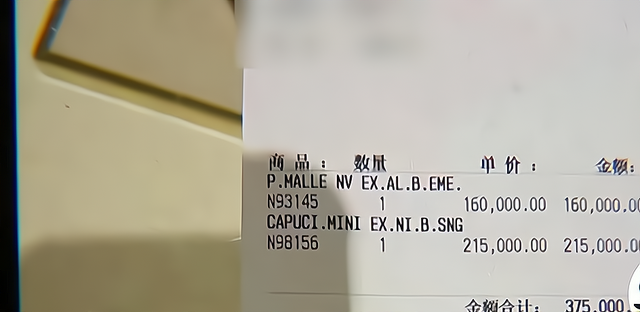 商品： 数量 单价： 金额：
P.MALLE NV EX.AL.B.EME.
N93145 1 160,000.00 160,000.0
CAPUCI.MINI EX.NI.B.SNG
N98156 1 215,000.00 215,000.0
金额合计： 375,000.